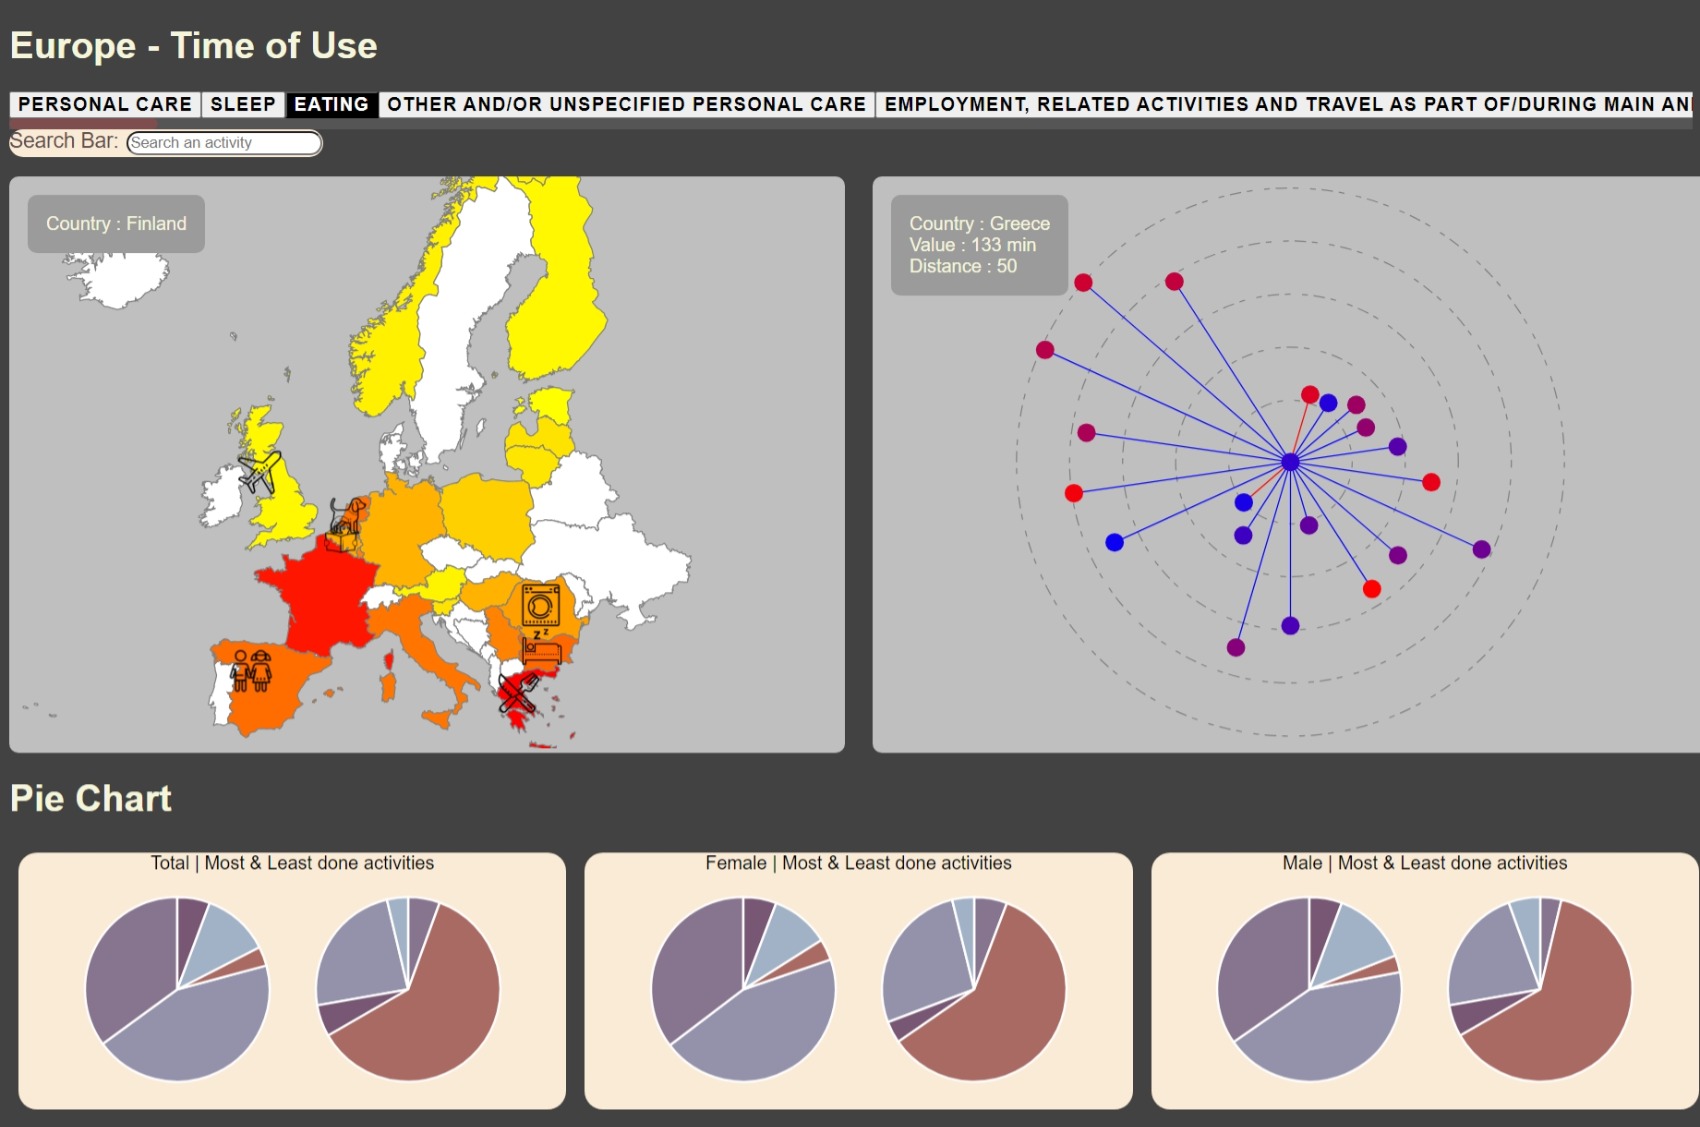 Europe - Time of Use
PERSONAL CARE SLEEP EATING OTHER AND/OR UNSPECIFIED PERSONAL CARE EMPLOYMENT, RELATED ACTIVITIES AND TRAVEL AS PART OF/DURING MAIN AN
Search Bar: Search an activity
Country : Finland
Country : Greece
Value : 133 min
Distance : 50
z z
Pie Chart
Total | Most & Least done activities
Female | Most & Least done activities
Male | Most & Least done activities